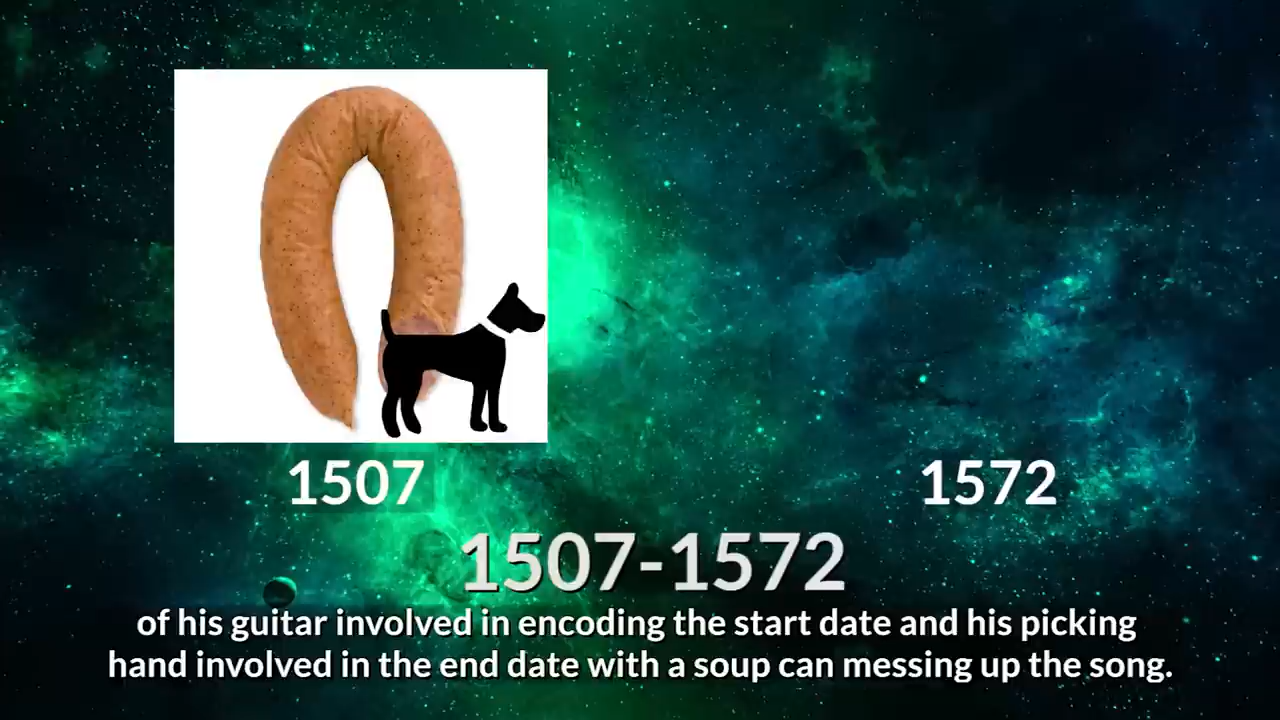 1507
1572
1507-1572
of his guitar involved in encoding the start date and his picking
hand involved in the end date with a soup can messing up the song.